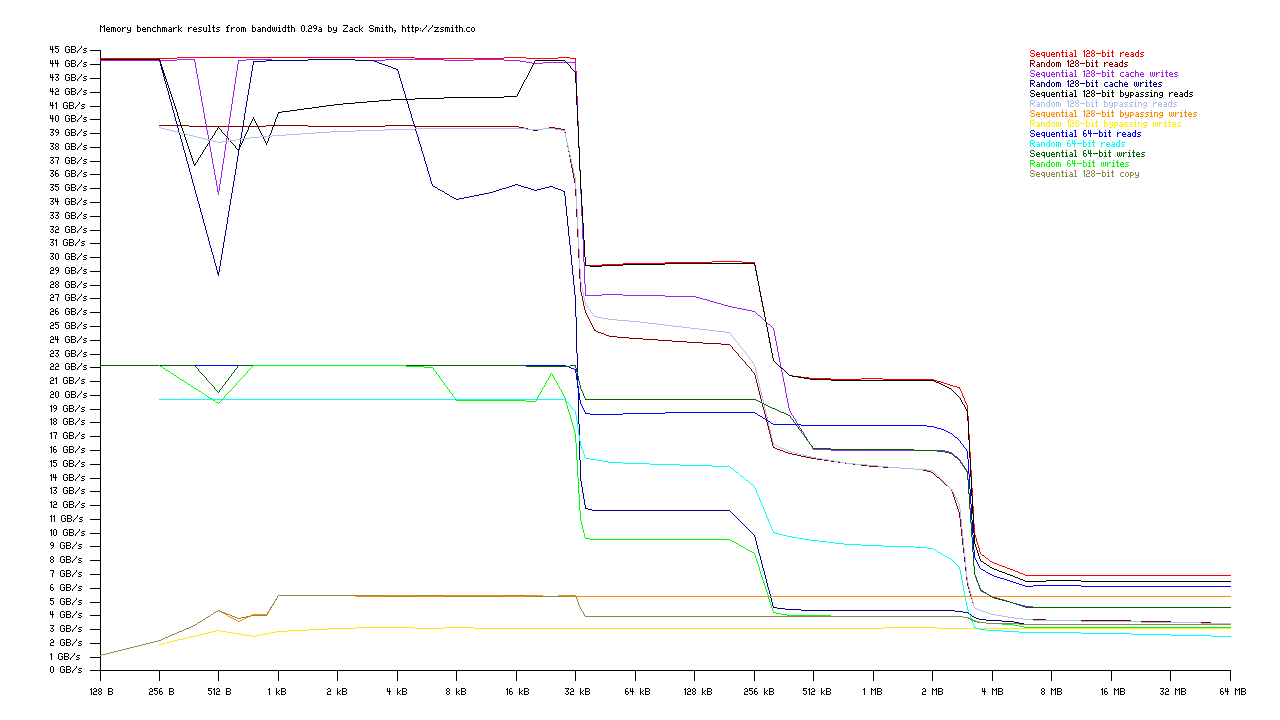 Memory benchmark results from bandwidth 0.29a by Zack Smith, http://zsmith.co
45 GB/s
44 GB/s
43 GB/s
42 GB/s
41 GB/s
40 GB/s
39 GB/s
38 GB/s
37 GB/s
36 GB/s
35 GB/s
34 GB/s
33 GB/s
32 GB/s
31 GB/s
30 GB/s
29 GB/s
28 GB/s
27 GB/s
26 GB/s
25 GB/s
24 GB/s
23 GB/s
22 GB/s
21 GB/s
20 GB/s
19 GB/s
18 GB/s
17 GB/s
16 GB/s
15 GB/s
14 GB/s
13 GB/s
12 GB/s
11 GB/s
10 GB/s
9 GB/s
8 GB/s
7 GB/s
6 GB/s
5 GB/s
4 GB/s
3 GB/s
2 GB/s
1 GB/s
0 GB/s
128 B 256 B 512 B 1 kB 2 kB 4 kB 8 kB 16 kB 32 kB 64 kB 128 kB 256 kB 512 kB 1 MB 2 MB 4 MB 8 MB 16 MB 32 MB 64 MB
Sequential 128-bit reads
Random 128-bit reads
Sequential 128-bit cache writes
Random 128-bit cache writes
Sequential 128-bit bypassing reads
Random 128-bit bypassing reads
Sequential 128-bit bypassing writes
Random 128-bit bypassing writes
Sequential 64-bit reads
Random 64-bit reads
Sequential 64-bit writes
Random 64-bit writes
Sequential 128-bit copy